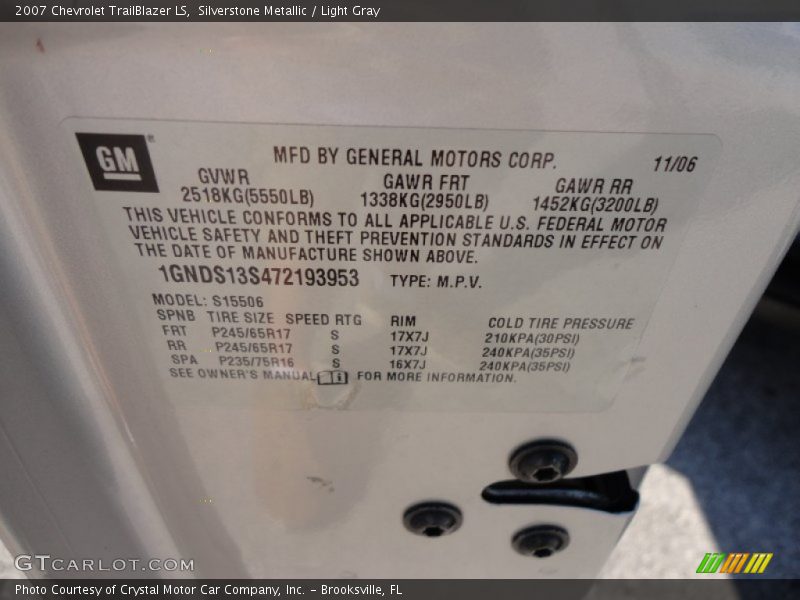 2007 Chevrolet TrailBlazer LS,  Silverstone Metallic / Light Gray
GM
MFD BY GENERAL MOTORS CORP. 11/06
GVWR GAWR FRT GAWR RR
2518KG(5550LB) 1338KG(2950LB) 1452KG(3200LB)
THIS VEHICLE CONFORMS TO ALL APPLICABLE U.S. FEDERAL MOTOR
VEHICLE SAFETY AND THEFT PREVENTION STANDARDS IN EFFECT ON
THE DATE OF MANUFACTURE SHOWN ABOVE.
1GNDS13S472193953 TYPE: M.P.V.
MODEL: S15506
SPNB TIRE SIZE SPEED RTG RIM COLD TIRE PRESSURE
FRT P245/65R17 S 17X7J 210KPA(30PSI)
RR P245/65R17 S 17X7J 240KPA(35PSI)
SPA P235/75R16 S 16X7J 240KPA(35PSI)
SEE OWNER'S MANUAL FOR MORE INFORMATION.
GTCARLOT.COM
Photo Courtesy of Crystal Motor Car Company, Inc. – Brooksville, FL